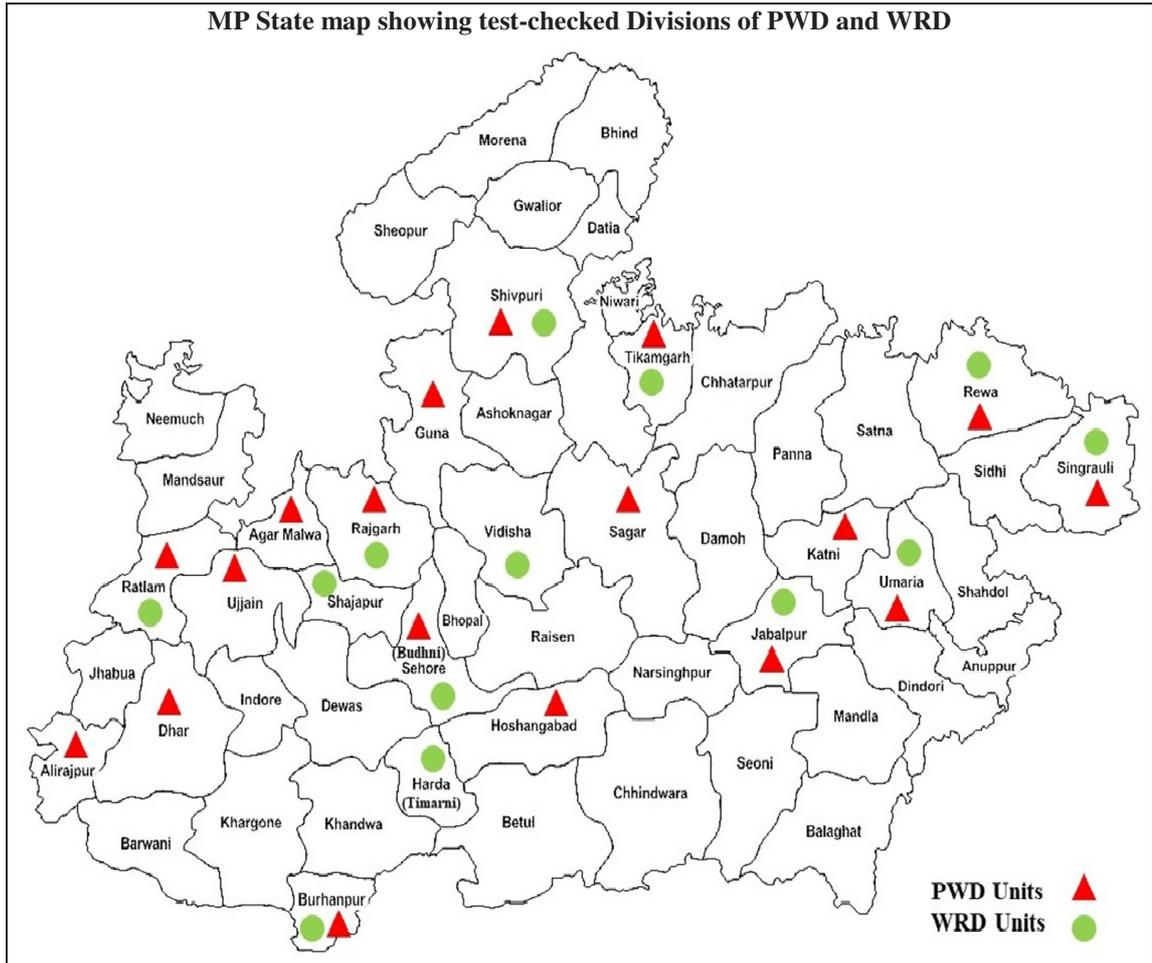 MP State map showing test-checked Divisions of PWD and WRD
Morena
Bhind
Gwalior
Sheopur
Datia
Shivpuri
Niwari
Tikamgarh
Chhatarpur
Rewa
Neemuch
Guna
Ashoknagar
Satna
Panna
Sidhi
Singrauli
Mandsaur
Agar Malwa
Rajgarh
Vidisha
Sagar
Damoh
Katni
Umaria
Shahdol
Ratlam
Ujjain
Shajapur
Bhopal
Raisen
Jabalpur
(Budhni)
Sehore
Narsinghpur
Anuppur
Dindori
Jhabua
Indore
Dewas
Dhar
Hoshangabad
Mandla
Alirajpur
Harda
(Timarni)
Seoni
Chhindwara
Barwani
Khargone
Khandwa
Betul
Balaghat
Burhanpur
PWD Units
WRD Units